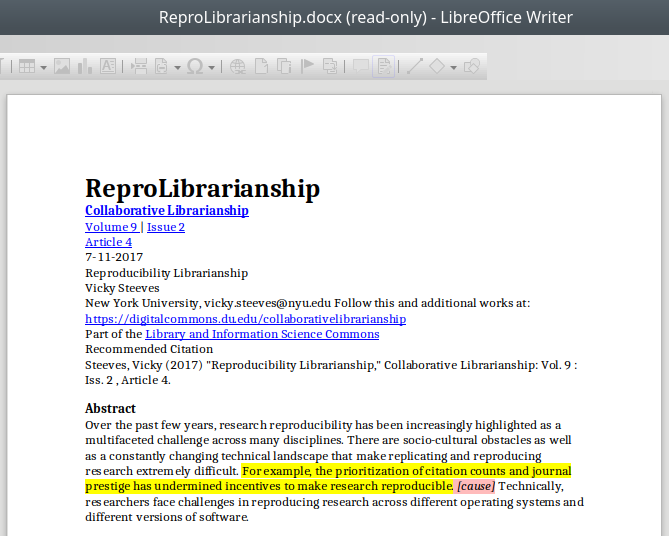 ReproLibrarianship.docx (read-only) - LibreOffice Writer
ReproLibrarianship
Collaborative Librarianship
Volume 9 | Issue 2
Article 4
7-11-2017
Reproducibility Librarianship
Vicky Steeves
New York University, vicky.steeves@nyu.edu Follow this and additional works at:
https://digitalcommons.du.edu/collaborativelibrarianship
Part of the Library and Information Science Commons
Recommended Citation
Steeves, Vicky (2017) "Reproducibility Librarianship," Collaborative Librarianship: Vol. 9 :
Iss. 2 , Article 4.
Abstract
Over the past few years, research reproducibility has been increasingly highlighted as a
multifaceted challenge across many disciplines. There are socio-cultural obstacles as well
as a constantly changing technical landscape that make replicating and reproducing
research extremely difficult. For example, the prioritization of citation counts and journal
prestige has undermined incentives to make research reproducible. [cause] Technically,
researchers face challenges in reproducing research across different operating systems and
different versions of software.